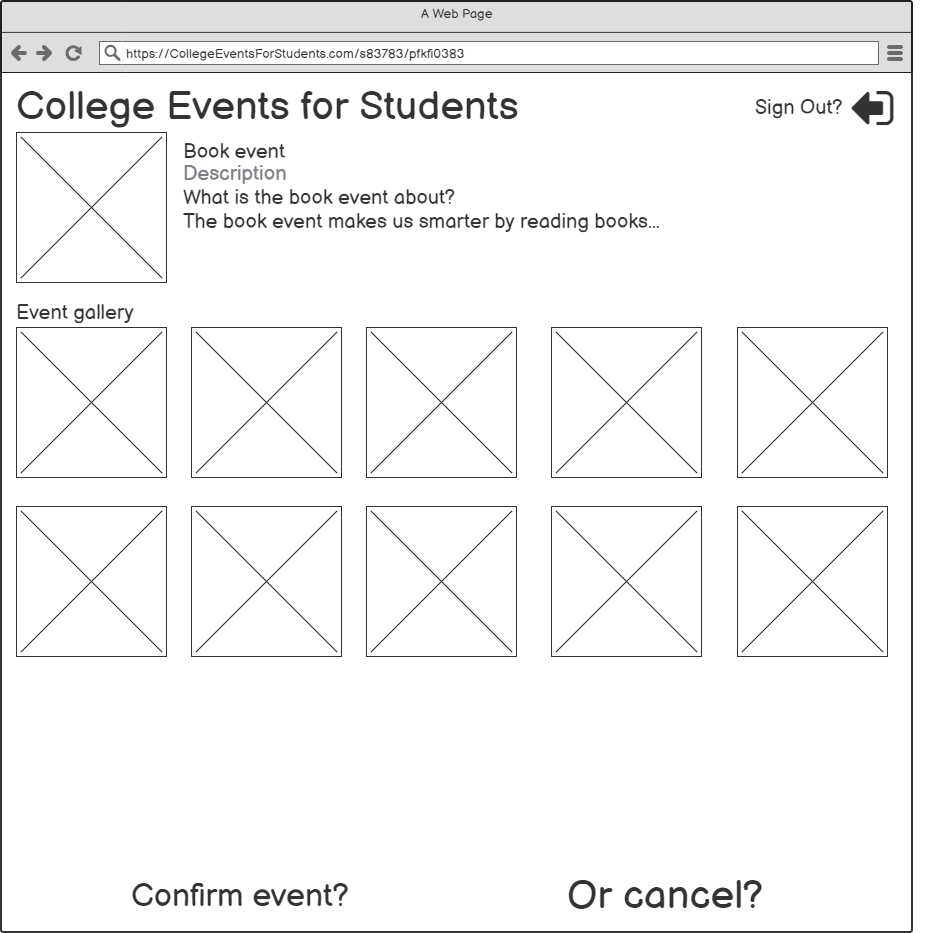 A Web Page
https://CollegeEventsForStudents.com/s83783/pfkfi0383
College Events for Students
Sign Out?
Book event
Description
What is the book event about?
The book event makes us smarter by reading books...
Event gallery
Confirm event?
Or cancel?